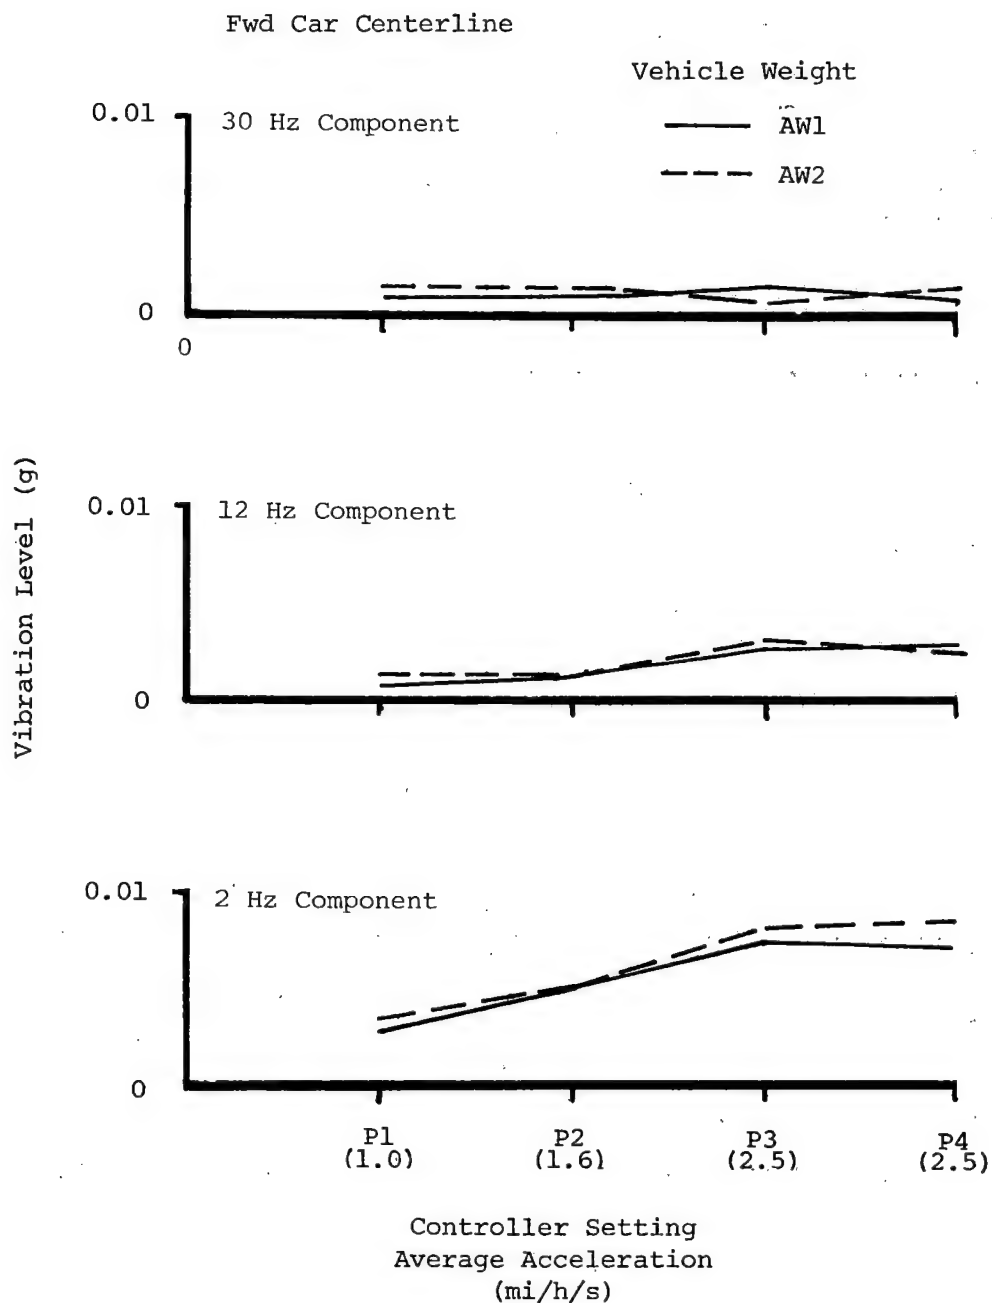 Fwd Car Centerline
Vehicle Weight
AW1
AW2
0.01
30 Hz Component
0
0
Vibration Level (g)
0.01
12 Hz Component
0
0.01
2 Hz Component
0
P1 P2 P3 P4
(1.0) (1.6) (2.5) (2.5)
Controller Setting
Average Acceleration
(mi/h/s)